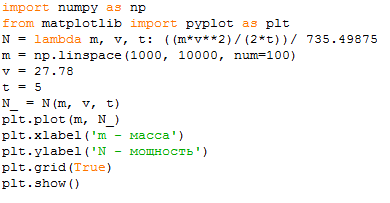 import numpy as np
from matplotlib import pyplot as plt
N = lambda m, v, t: ((m*v**2)/(2*t))/ 735.49875
m = np.linspace(1000, 10000, num=100)
v = 27.78
t = 5
N_ = N(m, v, t)
plt.plot(m, N_)
plt.xlabel('m - масса')
plt.ylabel('N - мощность')
plt.grid(True)
plt.show()